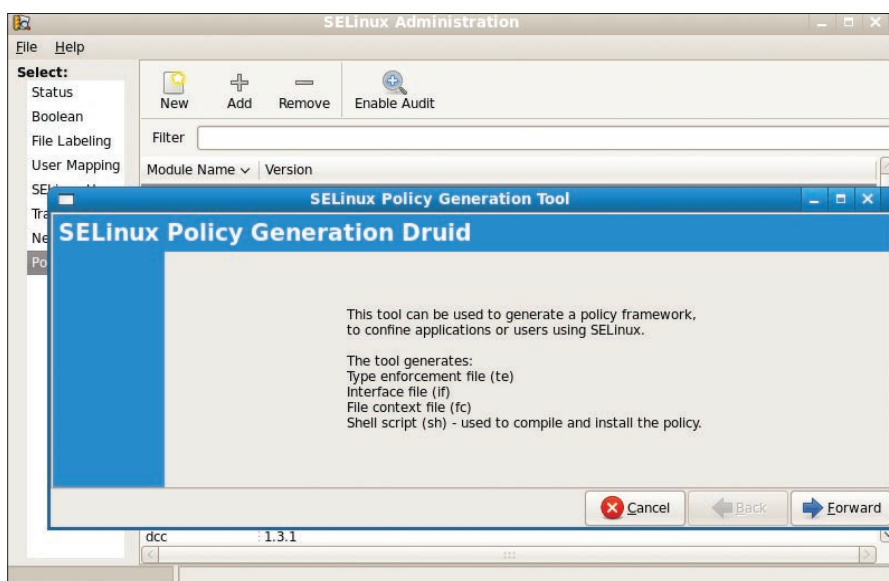 SELinux Administration
File Help
Select:
Status
Boolean
File Labeling
User Mapping
New Add Remove Enable Audit
Filter
Module Name Version
SELinux Policy Generation Tool
SELinux Policy Generation Druid
This tool can be used to generate a policy framework,
to confine applications or users using SELinux.
The tool generates:
Type enforcement file (te)
Interface file (if)
File context file (fc)
Shell script (sh) - used to compile and install the policy.
Cancel Back Forward
dcc 1.3.1